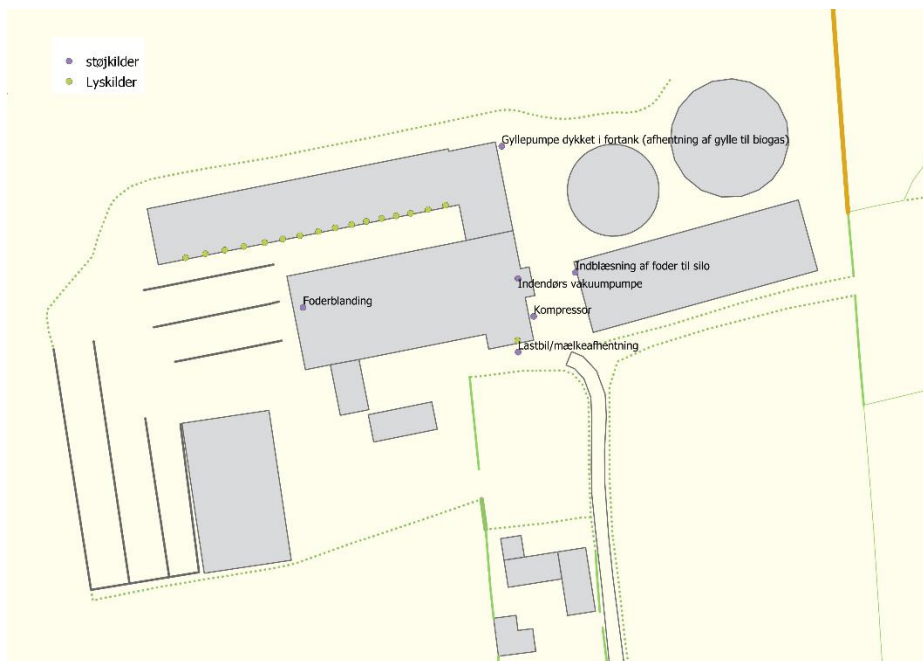 støjkilder
Lyskilder
Gyllepumpe dykket i fortank (afhentning af gylle til biogas)
Indblæsning af foder til silo
Indendørs vakuumpumpe
Foderblanding
Kompressor
Lastbil/mælkeafhentning